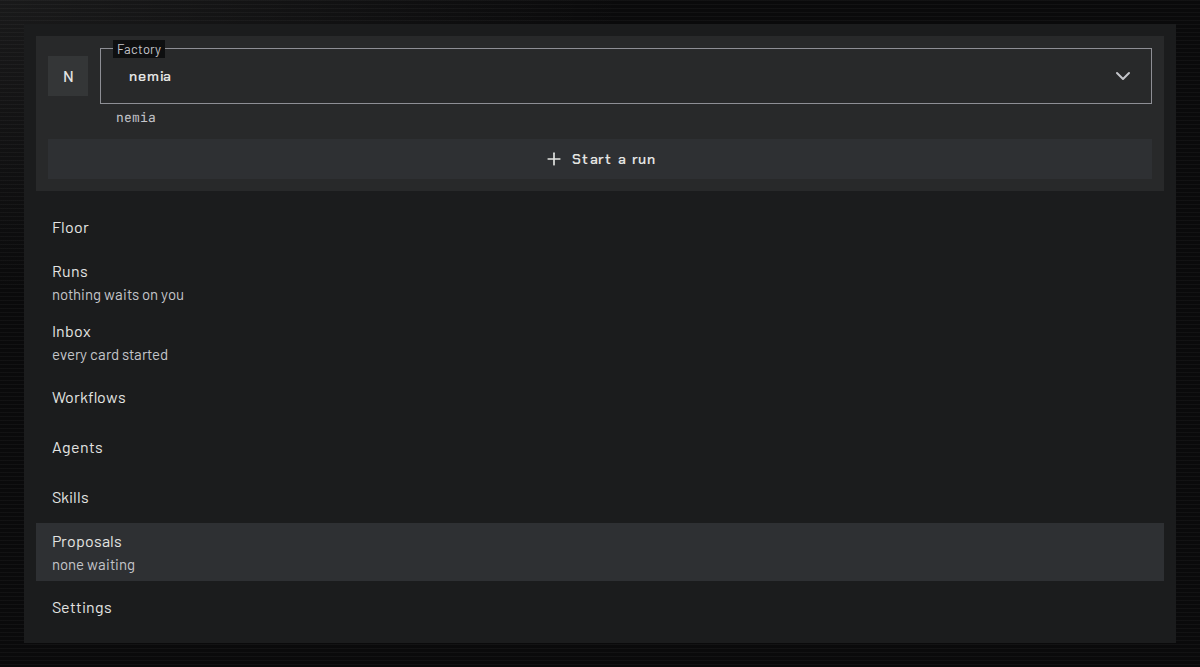 Factory
N
nemia
nemia
Start a run
Floor
Runs
nothing waits on you
Inbox
every card started
Workflows
Agents
Skills
Proposals
none waiting
Settings